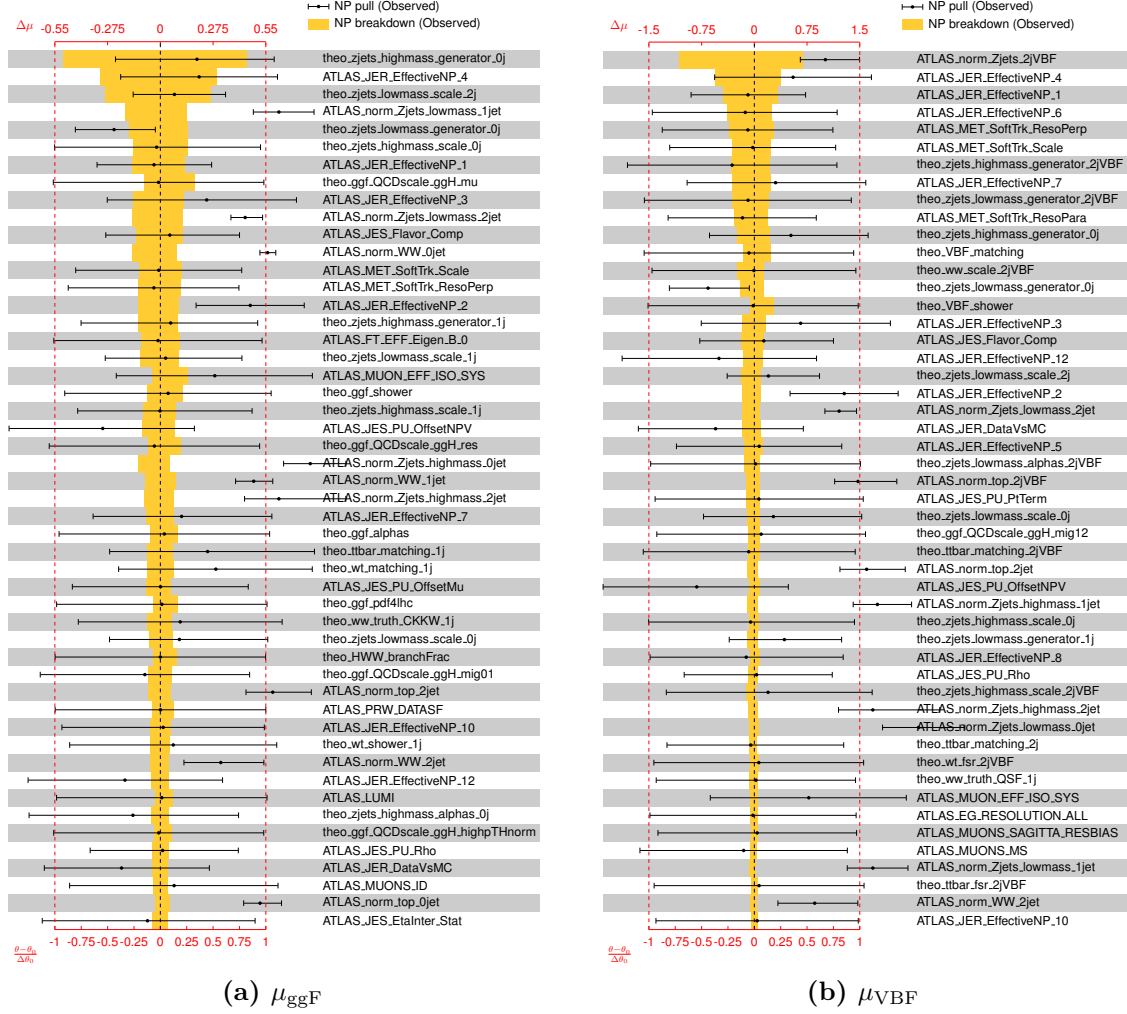 NP pull (Observed)
Δμ NP breakdown (Observed)
-0.55 -0.275 0 0.275 0.55
theo_zjets_highmass_generator_0j
ATLAS_JER_EffectiveNP_4
theo_zjets_lowmass_scale_2j
ATLAS_norm_Zjets_lowmass_1jet
theo_zjets_lowmass_generator_0j
theo_zjets_highmass_scale_0j
ATLAS_JER_EffectiveNP_1
theo_ggf_QCDscale_ggH_mu
ATLAS_JER_EffectiveNP_3
ATLAS_norm_Zjets_lowmass_2jet
ATLAS_JES_Flavor_Comp
ATLAS_norm_WW_0jet
ATLAS_MET_SoftTrk_Scale
ATLAS_MET_SoftTrk_ResoPerp
ATLAS_JER_EffectiveNP_2
theo_zjets_highmass_generator_1j
ATLAS_FT_EFF_Eigen_B_0
theo_zjets_lowmass_scale_1j
ATLAS_MUON_EFF_ISO_SYS
theo_ggf_shower
theo_zjets_highmass_scale_1j
ATLAS_JES_PU_OffsetNPV
theo_ggf_QCDscale_ggH_res
ATLAS_norm_Zjets_highmass_0jet
ATLAS_norm_WW_1jet
ATLAS_norm_Zjets_highmass_2jet
ATLAS_JER_EffectiveNP_7
theo_ggf_alphas
theo_ttbar_matching_1j
theo_wt_matching_1j
ATLAS_JES_PU_OffsetMu
theo_ggf_pdf4lhc
theo_ww_truth_CKKW_1j
theo_zjets_lowmass_scale_0j
theo_HWW_branchFrac
theo_ggf_QCDscale_ggH_mig01
ATLAS_norm_top_2jet
ATLAS_PRW_DATASF
ATLAS_JER_EffectiveNP_10
theo_wt_shower_1j
ATLAS_norm_WW_2jet
ATLAS_JER_EffectiveNP_12
ATLAS_LUMI
theo_zjets_highmass_alphas_0j
theo_ggf_QCDscale_ggH_highpTHnorm
ATLAS_JES_PU_Rho
ATLAS_JER_DataVsMC
ATLAS_MUONS_ID
ATLAS_norm_top_0jet
ATLAS_JES_EtaInter_Stat
-1 -0.75 -0.5 -0.25 0 0.25 0.5 0.75 1
θ−θ₀
Δθ₀
(a) μggF
NP pull (Observed)
Δμ NP breakdown (Observed)
-1.5 -0.75 0 0.75 1.5
ATLAS_norm_Zjets_2jVBF
ATLAS_JER_EffectiveNP_4
ATLAS_JER_EffectiveNP_1
ATLAS_JER_EffectiveNP_6
ATLAS_MET_SoftTrk_ResoPerp
ATLAS_MET_SoftTrk_Scale
theo_zjets_highmass_generator_2jVBF
ATLAS_JER_EffectiveNP_7
theo_zjets_lowmass_generator_2jVBF
ATLAS_MET_SoftTrk_ResoPara
theo_zjets_highmass_generator_0j
theo_VBF_matching
theo_ww_scale_2jVBF
theo_zjets_lowmass_generator_0j
theo_VBF_shower
ATLAS_JER_EffectiveNP_3
ATLAS_JES_Flavor_Comp
ATLAS_JER_EffectiveNP_12
theo_zjets_lowmass_scale_2j
ATLAS_JER_EffectiveNP_2
ATLAS_norm_Zjets_lowmass_2jet
ATLAS_JER_DataVsMC
ATLAS_JER_EffectiveNP_5
theo_zjets_lowmass_alphas_2jVBF
ATLAS_norm_top_2jVBF
ATLAS_JES_PU_PtTerm
theo_zjets_lowmass_scale_0j
theo_ggf_QCDscale_ggH_mig12
theo_ttbar_matching_2jVBF
ATLAS_norm_top_2jet
ATLAS_JES_PU_OffsetNPV
ATLAS_norm_Zjets_highmass_1jet
theo_zjets_highmass_scale_0j
theo_zjets_lowmass_generator_1j
ATLAS_JER_EffectiveNP_8
ATLAS_JES_PU_Rho
theo_zjets_highmass_scale_2jVBF
ATLAS_norm_Zjets_highmass_2jet
ATLAS_norm_Zjets_lowmass_0jet
theo_ttbar_matching_2j
theo_wt_fsr_2jVBF
theo_ww_truth_QSF_1j
ATLAS_MUON_EFF_ISO_SYS
ATLAS_EG_RESOLUTION_ALL
ATLAS_MUONS_SAGITTA_RESBIAS
ATLAS_MUONS_MS
ATLAS_norm_Zjets_lowmass_1jet
theo_ttbar_fsr_2jVBF
ATLAS_norm_WW_2jet
ATLAS_JER_EffectiveNP_10
-1 -0.75 -0.5 -0.25 0 0.25 0.5 0.75 1
θ−θ₀
Δθ₀
(b) μVBF